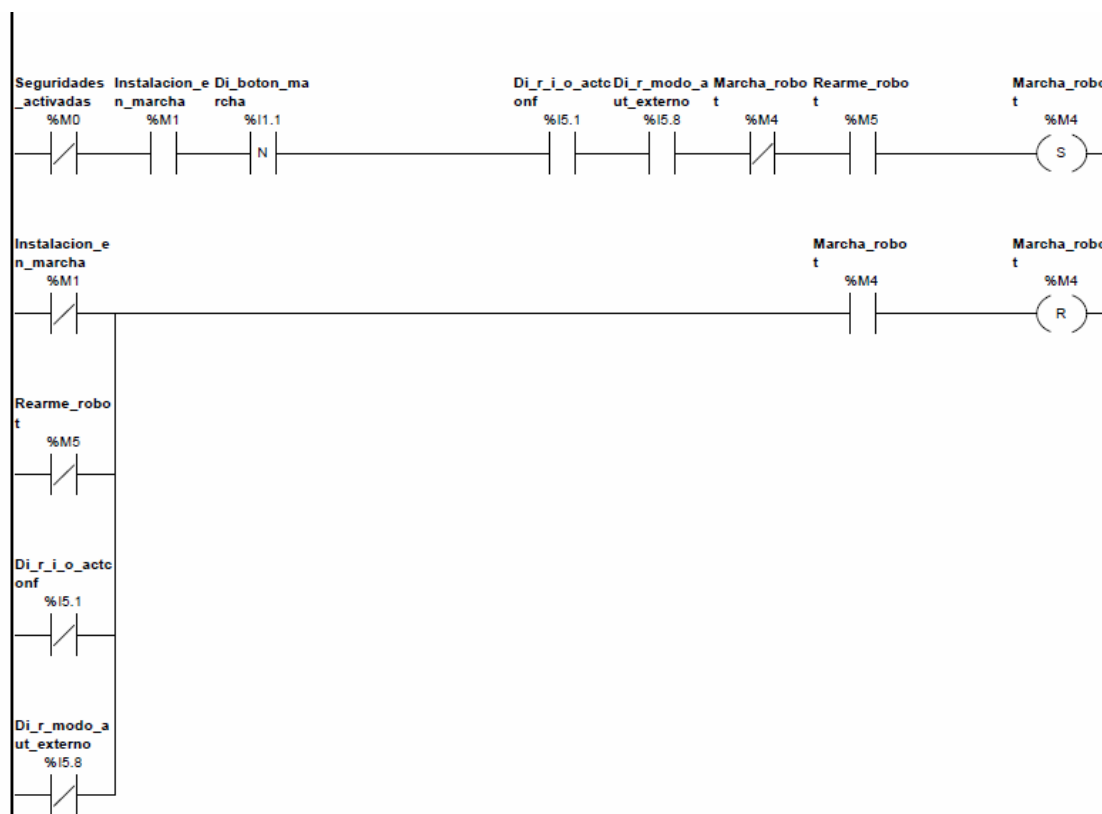 Seguridades Instalacion_e Di_boton_ma Di_r_i_o_actc Di_r_modo_a Marcha_robo Rearme_robo Marcha_robo
_activadas n_marcha rcha onf ut_externo t t t
%M0 %M1 %I1.1 %I5.1 %I5.8 %M4 %M5 %M4
N S
Instalacion_e Marcha_robo Marcha_robo
n_marcha t t
%M1 %M4 %M4
R
Rearme_robo
t
%M5
Di_r_i_o_actc
onf
%I5.1
Di_r_modo_a
ut_externo
%I5.8